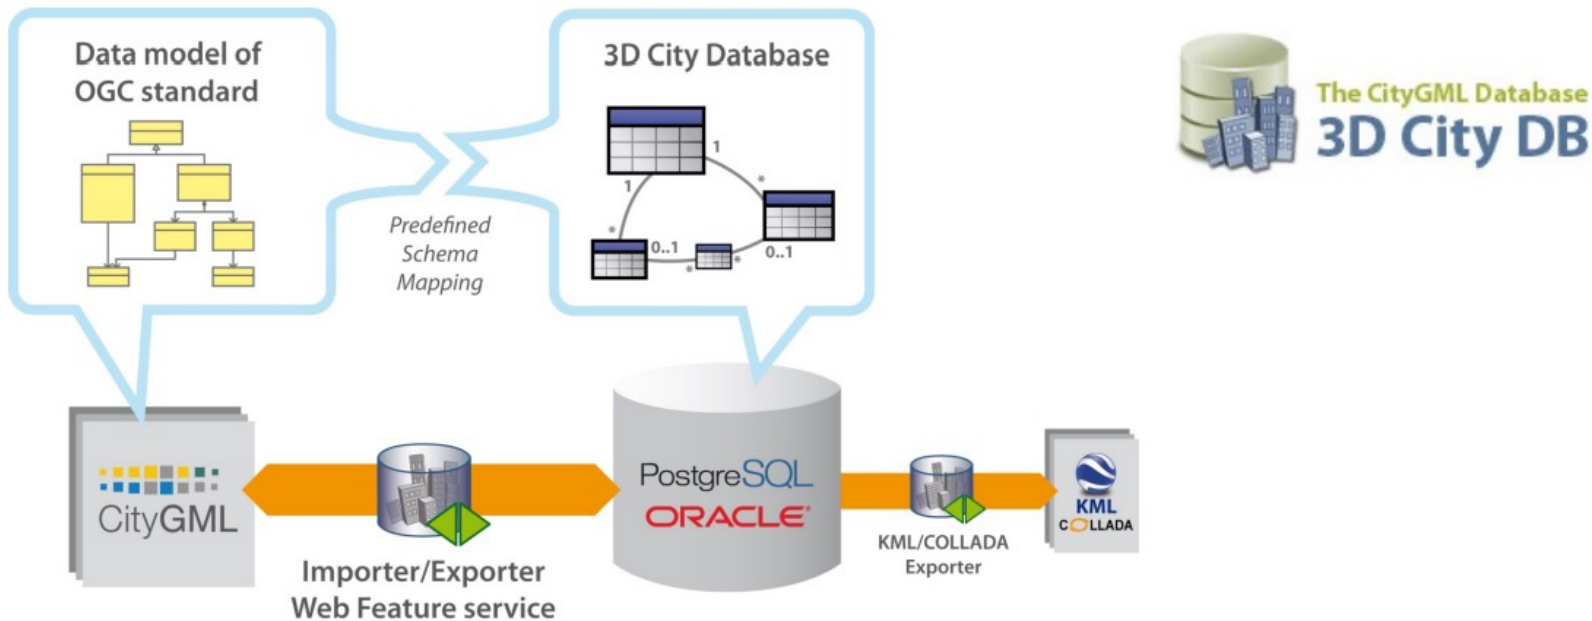 Data model of
OGC standard
Predefined
Schema
Mapping
3D City Database
1
1
*
*
0..1
*
*
0..1
The CityGML Database
3D City DB
CityGML
Importer/Exporter
Web Feature service
PostgreSQL
ORACLE®
KML/COLLADA
Exporter
KML
COLLADA